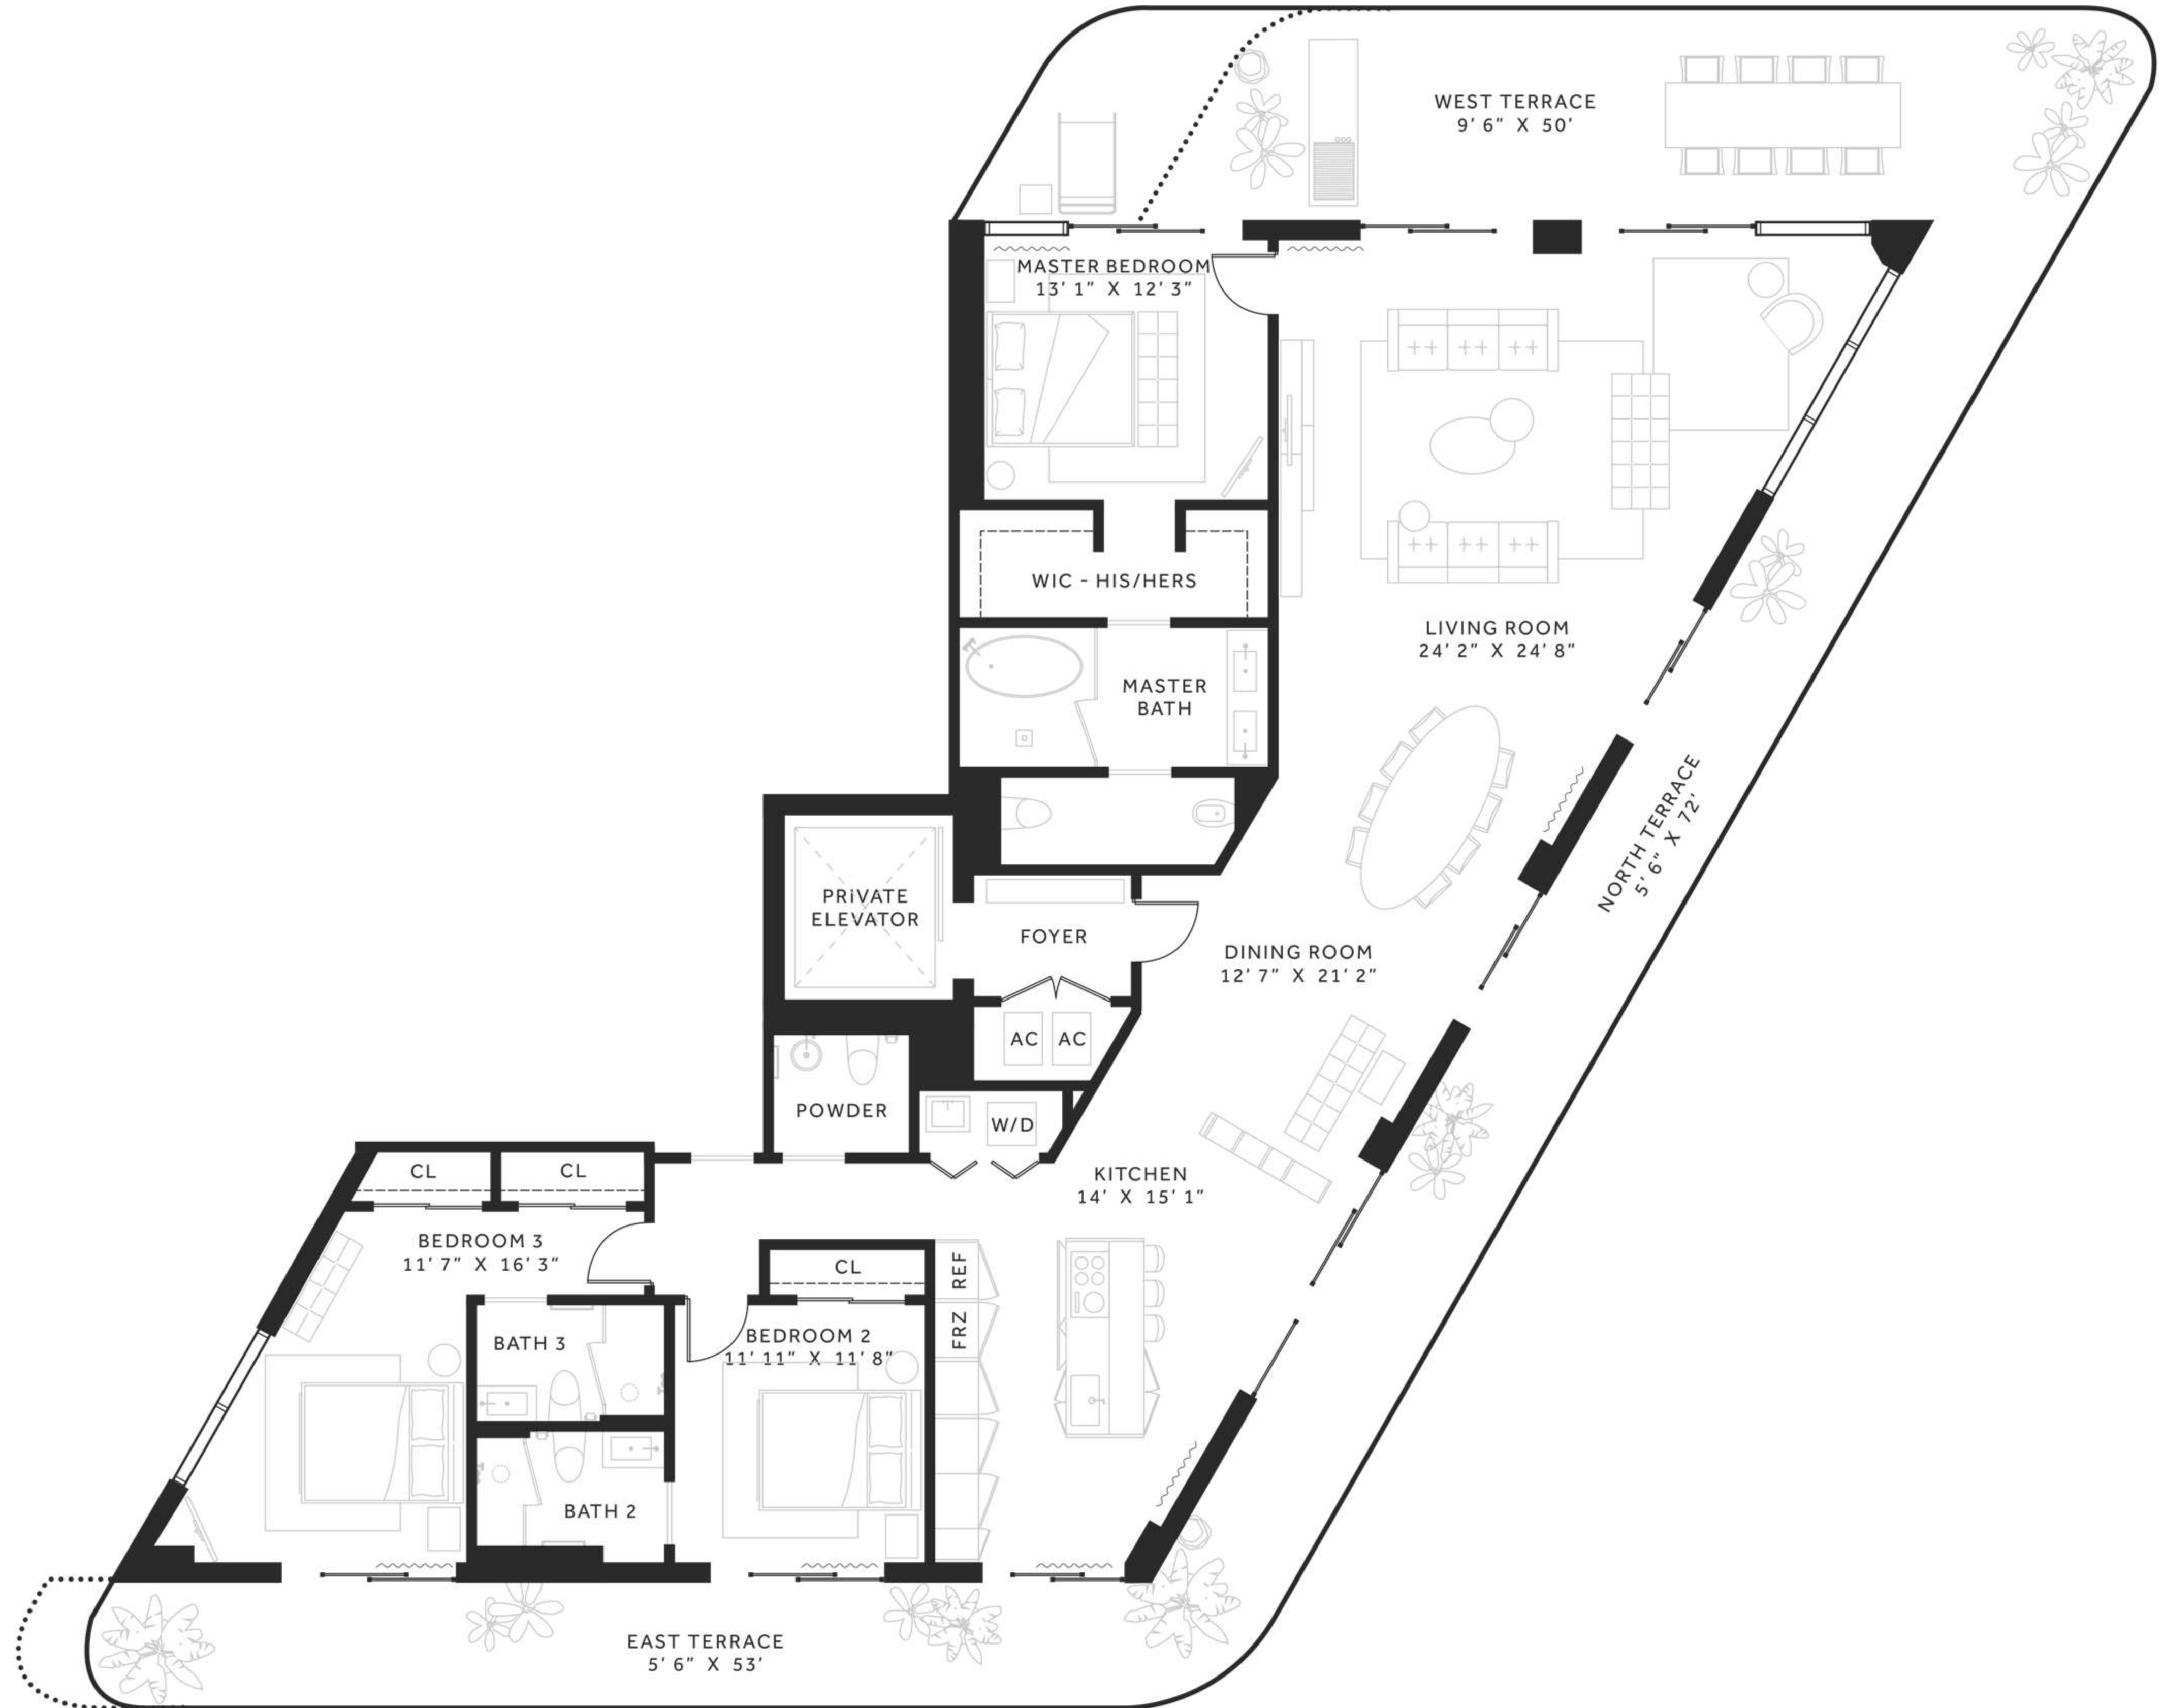 WEST TERRACE
9' 6" X 50'
MASTER BEDROOM
13' 1" X 12' 3"
WIC - HIS/HERS
LIVING ROOM
24' 2" X 24' 8"
MASTER
BATH
NORTH TERRACE
5' 6" X 72'
PRIVATE
ELEVATOR
FOYER
DINING ROOM
12' 7" X 21' 2"
AC
AC
POWDER
W/D
KITCHEN
14' X 15' 1"
CL
CL
BEDROOM 3
11' 7" X 16' 3"
CL
REF
FRZ
BATH 3
BEDROOM 2
11' 11" X 11' 8"
BATH 2
EAST TERRACE
5' 6" X 53'